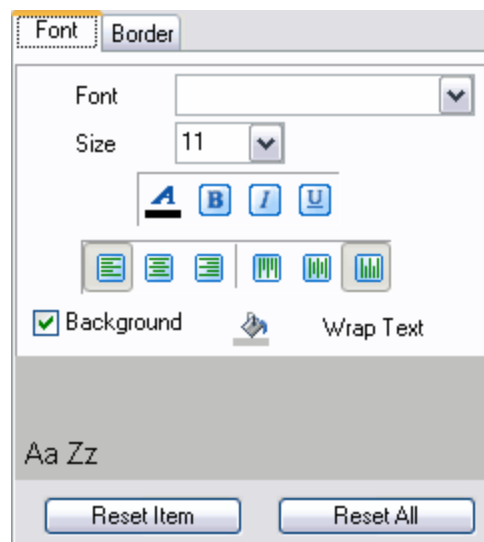 Font Border
Font
Size 11
A B I U
Background Wrap Text
Aa Zz
Reset Item Reset All